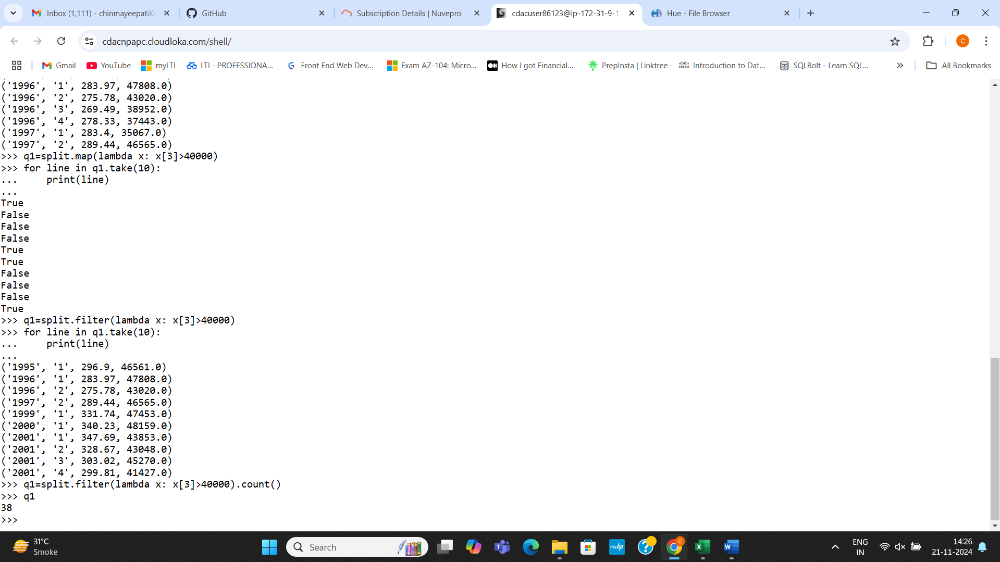 Inbox (1,111) - chinmayeepatil0
GitHub
Subscription Details | Nuvepro
cdacuser86123@ip-172-31-9-1
Hue - File Browser
cdacnpapc.cloudloka.com/shell/
C
Gmail
YouTube
myLTI
LTI - PROFESSIONA...
G Front End Web Dev...
Exam AZ-104: Micro...
How I got Financial...
PrepInsta | Linktree
Introduction to Dat...
SQLBolt - Learn SQL...
All Bookmarks
('1996', '1', 283.97, 47808.0)
('1996', '2', 275.78, 43020.0)
('1996', '3', 269.49, 38952.0)
('1996', '4', 278.33, 37443.0)
('1997', '1', 283.4, 35067.0)
('1997', '2', 289.44, 46565.0)
>>> q1=split.map(lambda x: x[3]>40000)
>>> for line in q1.take(10):
...     print(line)
...
True
False
False
False
True
True
False
False
False
True
>>> q1=split.filter(lambda x: x[3]>40000)
>>> for line in q1.take(10):
...     print(line)
...
('1995', '1', 296.9, 46561.0)
('1996', '1', 283.97, 47808.0)
('1996', '2', 275.78, 43020.0)
('1997', '2', 289.44, 46565.0)
('1999', '1', 331.74, 47453.0)
('2000', '1', 340.23, 48159.0)
('2001', '1', 347.69, 43853.0)
('2001', '2', 328.67, 43048.0)
('2001', '3', 303.02, 45270.0)
('2001', '4', 299.81, 41427.0)
>>> q1=split.filter(lambda x: x[3]>40000).count()
>>> q1
38
>>>
31°C
Smoke
Search
myhp
ENG
IN
14:26
21-11-2024